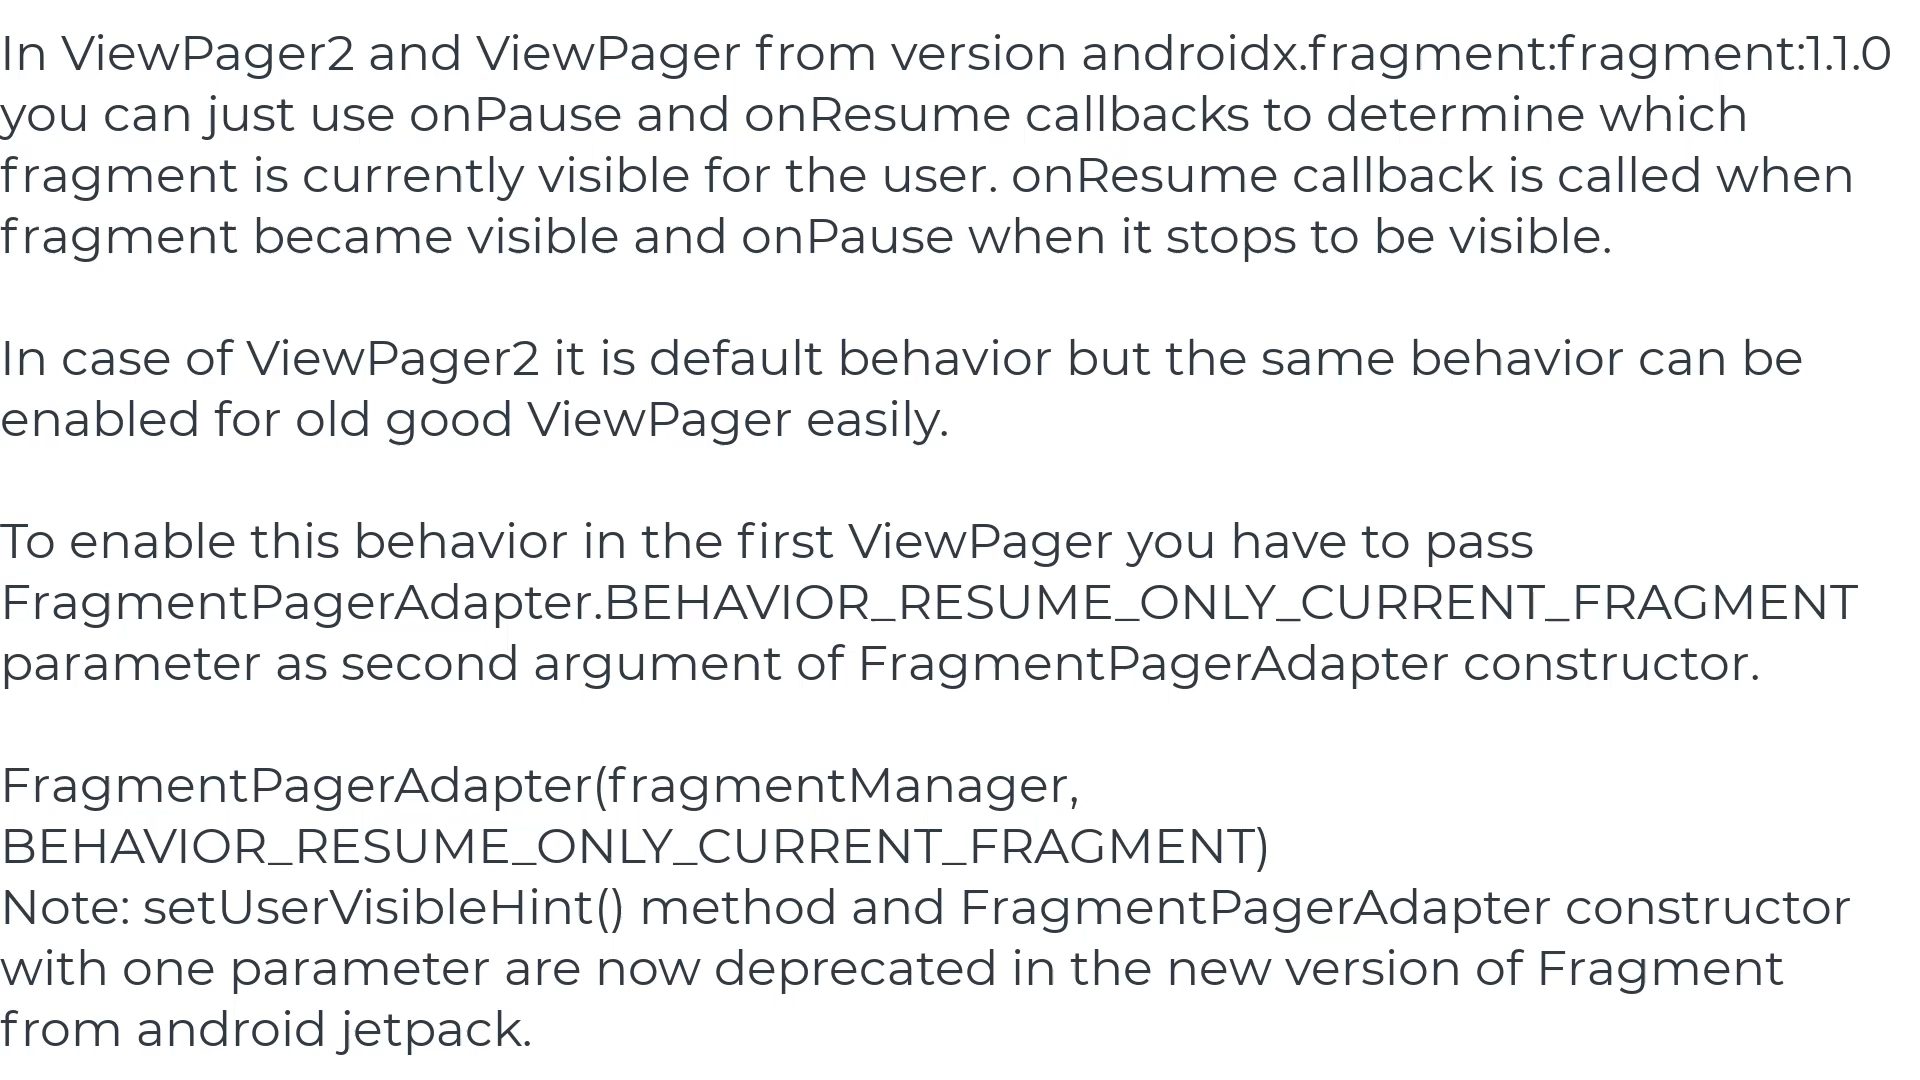 In ViewPager2 and ViewPager from version androidx.fragment:fragment:1.1.0
you can just use onPause and onResume callbacks to determine which
fragment is currently visible for the user. onResume callback is called when
fragment became visible and onPause when it stops to be visible.
In case of ViewPager2 it is default behavior but the same behavior can be
enabled for old good ViewPager easily.
To enable this behavior in the first ViewPager you have to pass
FragmentPagerAdapter.BEHAVIOR_RESUME_ONLY_CURRENT_FRAGMENT
parameter as second argument of FragmentPagerAdapter constructor.
FragmentPagerAdapter(fragmentManager,
BEHAVIOR_RESUME_ONLY_CURRENT_FRAGMENT)
Note: setUserVisibleHint() method and FragmentPagerAdapter constructor
with one parameter are now deprecated in the new version of Fragment
from android jetpack.